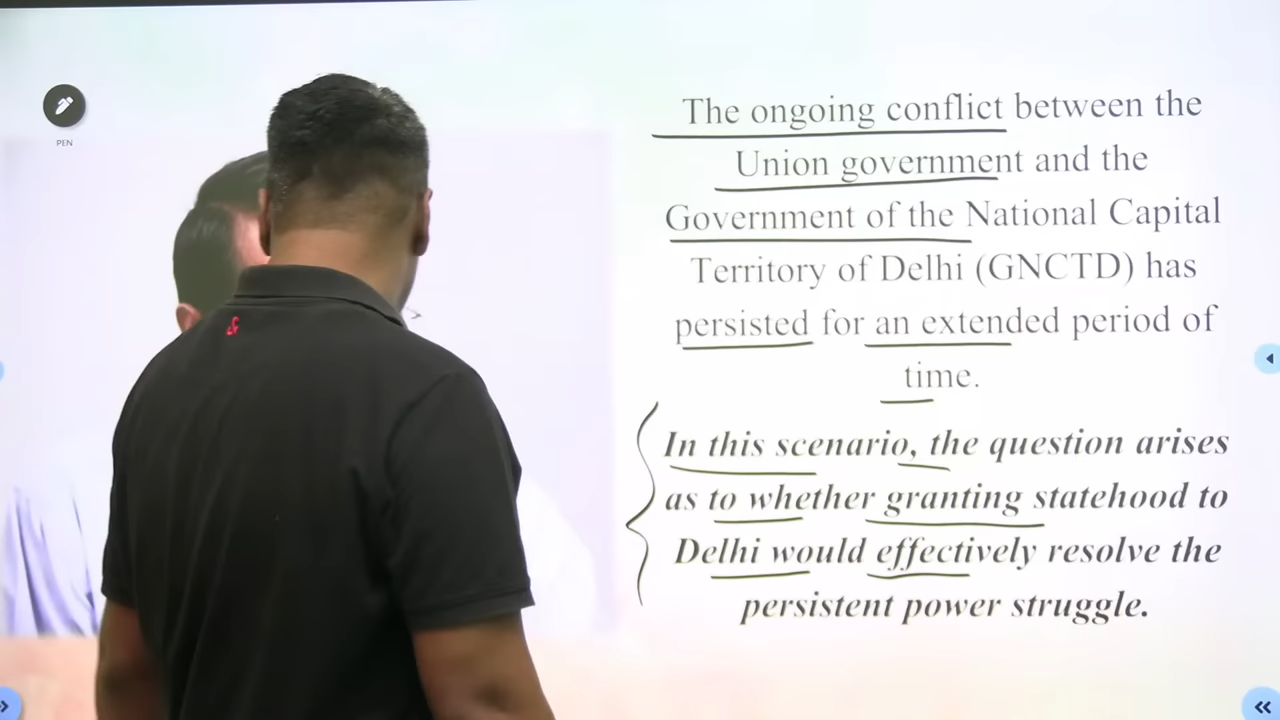 PEN
The ongoing conflict between the
Union government and the
Government of the National Capital
Territory of Delhi (GNCTD) has
persisted for an extended period of
time.
In this scenario, the question arises
as to whether granting statehood to
Delhi would effectively resolve the
persistent power struggle.